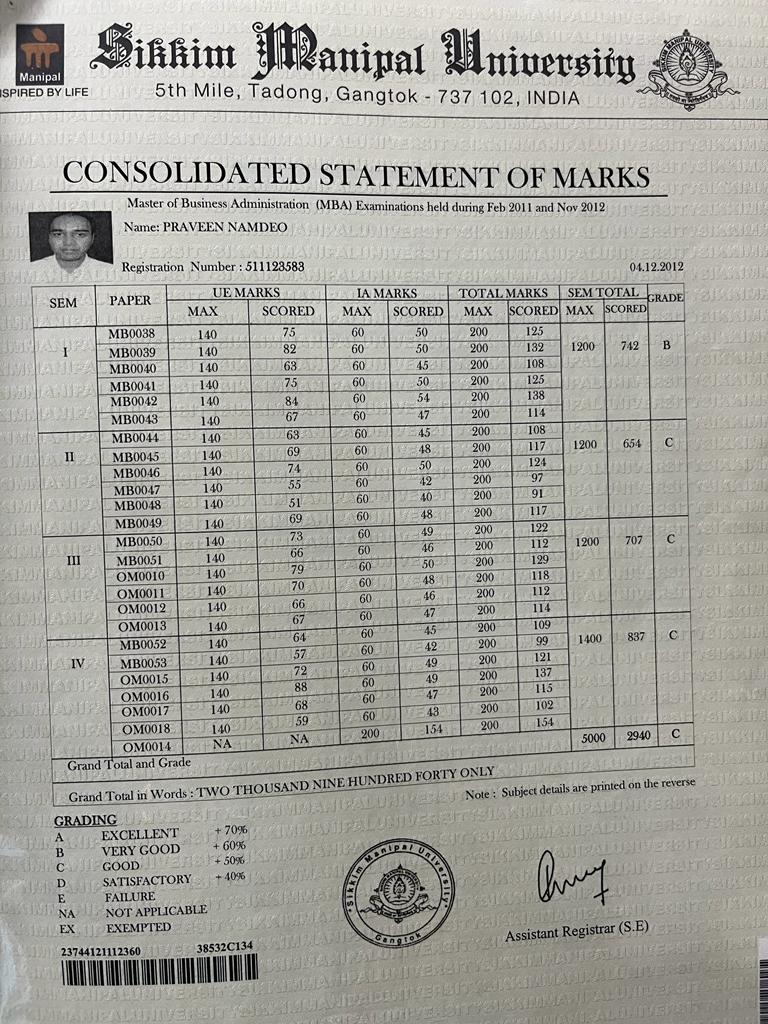 Manipal
INSPIRED BY LIFE
Sikkim Manipal University
5th Mile, Tadong, Gangtok - 737 102, INDIA
CONSOLIDATED STATEMENT OF MARKS
Master of Business Administration (MBA) Examinations held during Feb 2011 and Nov 2012
Name: PRAVEEN NAMDEO
Registration Number : 511123583 04.12.2012
SEM PAPER UE MARKS IA MARKS TOTAL MARKS SEM TOTAL GRADE
MAX SCORED MAX SCORED MAX SCORED MAX SCORED
I MB0038 140 75 60 50 200 125 1200 742 B
MB0039 140 82 60 50 200 132
MB0040 140 63 60 45 200 108
MB0041 140 75 60 50 200 125
MB0042 140 84 60 54 200 138
MB0043 140 67 60 47 200 114
II MB0044 140 63 60 45 200 108 1200 654 C
MB0045 140 69 60 48 200 117
MB0046 140 74 60 50 200 124
MB0047 140 55 60 42 200 97
MB0048 140 51 60 40 200 91
MB0049 140 69 60 48 200 117
III MB0050 140 73 60 49 200 122 1200 707 C
MB0051 140 66 60 46 200 112
OM0010 140 79 60 50 200 129
OM0011 140 70 60 48 200 118
OM0012 140 66 60 46 200 112
OM0013 140 67 60 47 200 114
IV MB0052 140 64 60 45 200 109 1400 837 C
MB0053 140 57 60 42 200 99
OM0015 140 72 60 49 200 121
OM0016 140 88 60 49 200 137
OM0017 140 68 60 47 200 115
OM0018 140 59 60 43 200 102
OM0014 NA NA 200 154 200 154
Grand Total and Grade 5000 2940 C
Grand Total in Words : TWO THOUSAND NINE HUNDRED FORTY ONLY
Note : Subject details are printed on the reverse
GRADING
A EXCELLENT + 70%
B VERY GOOD + 60%
C GOOD + 50%
D SATISFACTORY + 40%
E FAILURE
NA NOT APPLICABLE
EX EXEMPTED
Sikkim Manipal University
Gangtok
Assistant Registrar (S.E)
23744121112360 38532C134